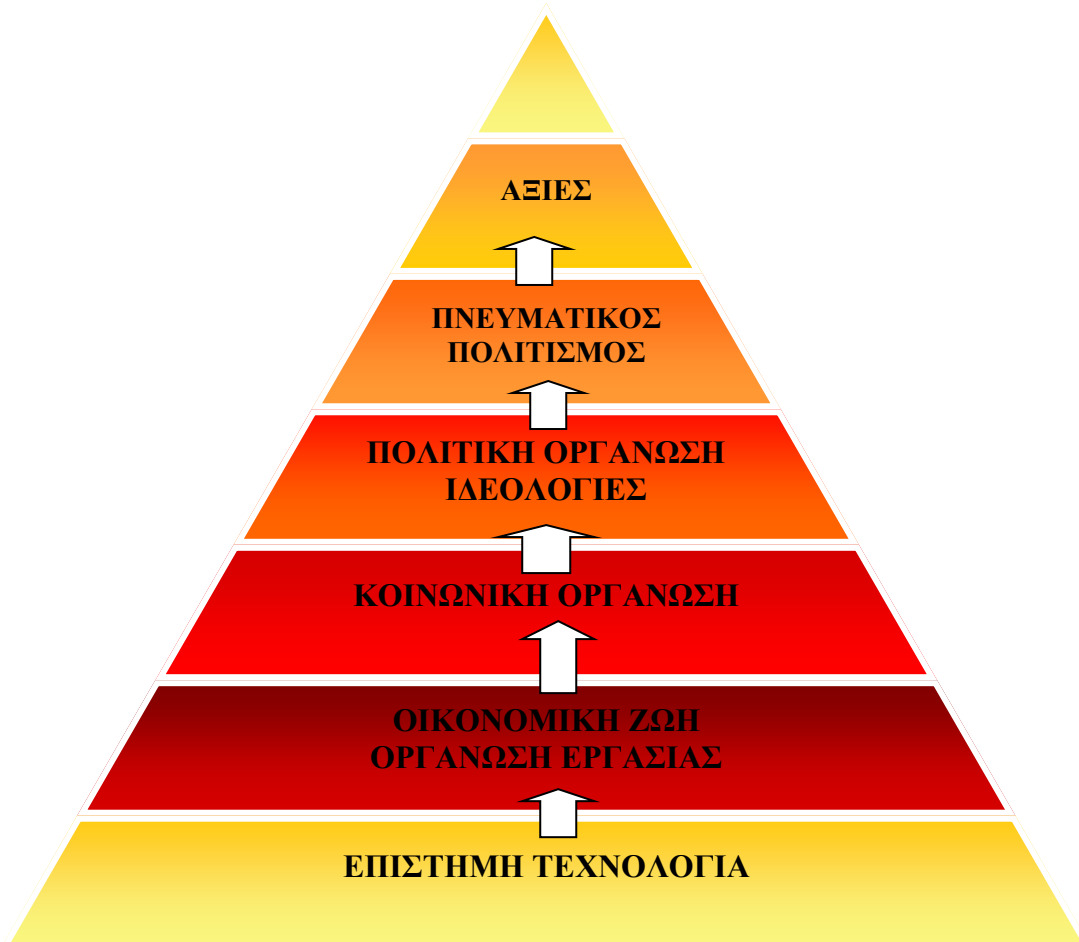 ΑΞΙΕΣ
ΠΝΕΥΜΑΤΙΚΟΣ
ΠΟΛΙΤΙΣΜΟΣ
ΠΟΛΙΤΙΚΗ ΟΡΓΑΝΩΣΗ
ΙΔΕΟΛΟΓΙΕΣ
ΚΟΙΝΩΝΙΚΗ ΟΡΓΑΝΩΣΗ
ΟΙΚΟΝΟΜΙΚΗ ΖΩΗ
ΟΡΓΑΝΩΣΗ ΕΡΓΑΣΙΑΣ
ΕΠΙΣΤΗΜΗ ΤΕΧΝΟΛΟΓΙΑ